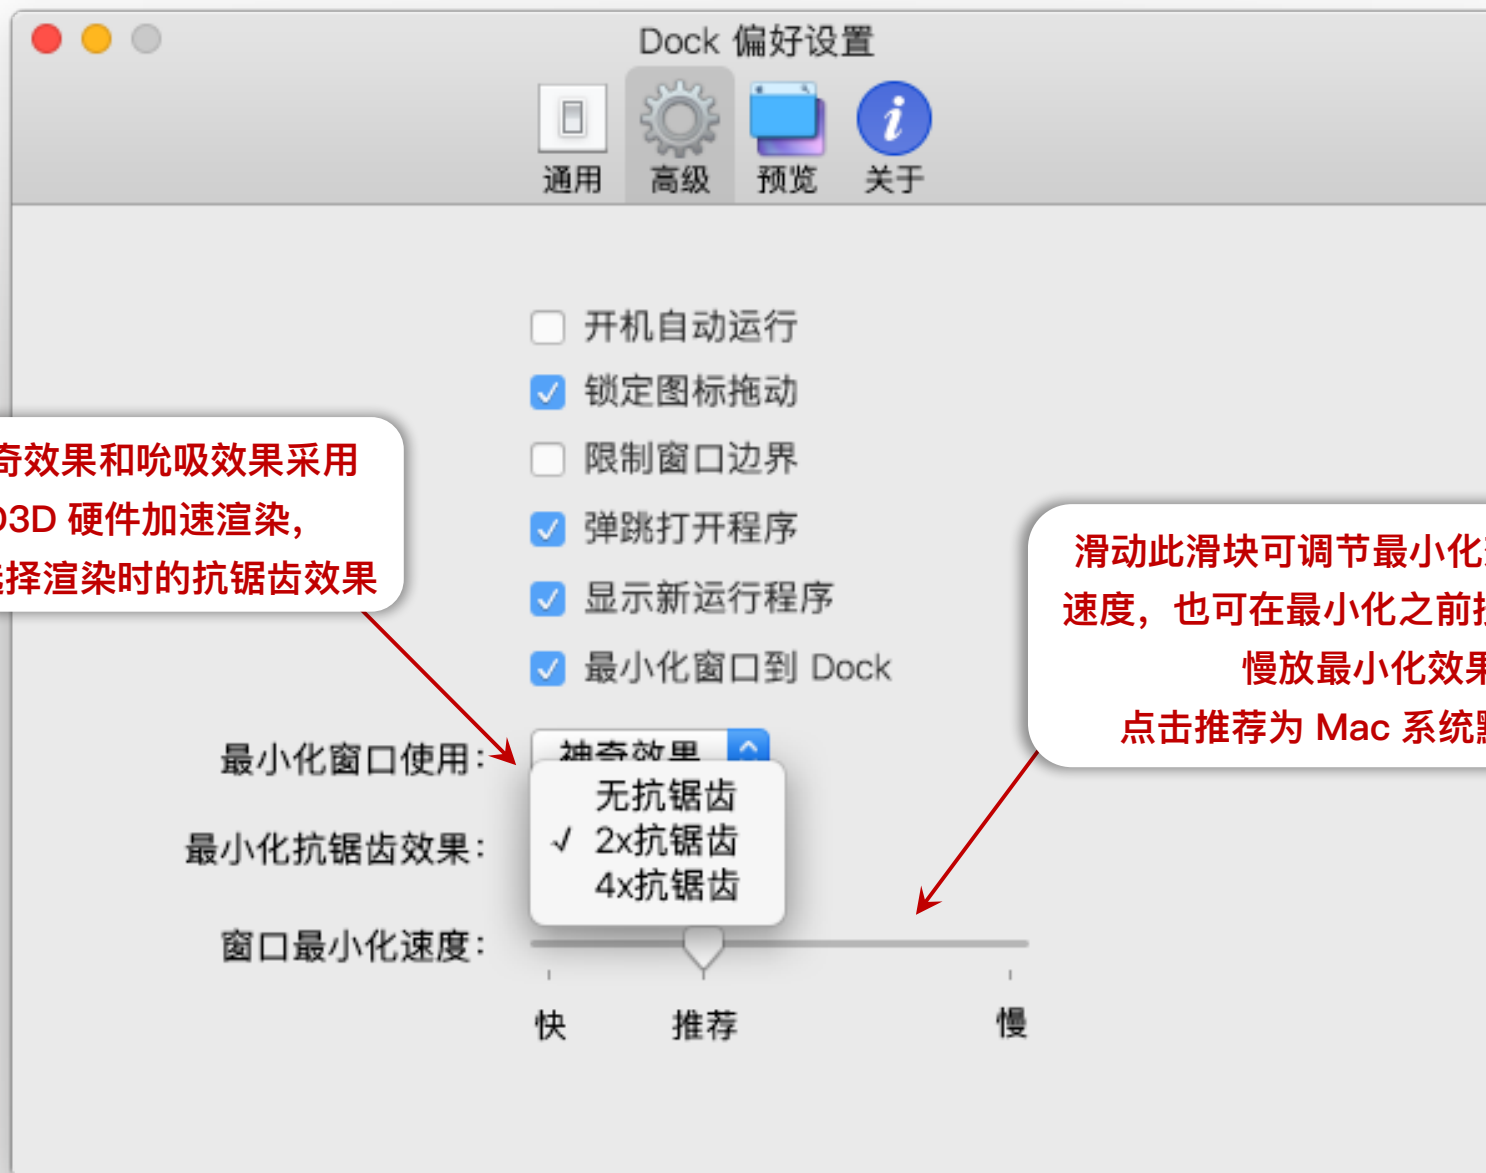 Dock 偏好设置
通用 高级 预览 关于
开机自动运行
锁定图标拖动
限制窗口边界
弹跳打开程序
显示新运行程序
最小化窗口到 Dock
奇效果和吮吸效果采用
D3D 硬件加速渲染，
择渲染时的抗锯齿效果
滑动此滑块可调节最小化
速度，也可在最小化之前
慢放最小化效果
点击推荐为 Mac 系统
最小化窗口使用： 神奇效果
最小化抗锯齿效果：
无抗锯齿
√ 2x抗锯齿
4x抗锯齿
窗口最小化速度：
快 推荐 慢